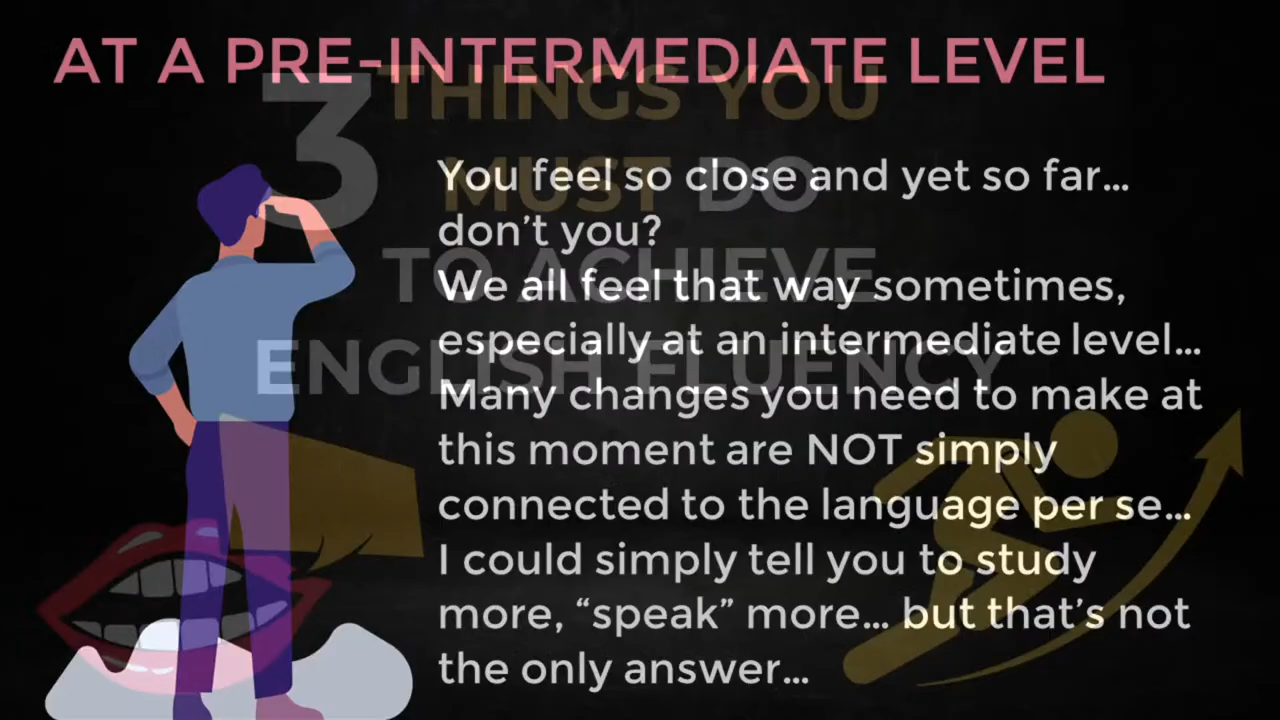 AT A PRE-INTERMEDIATE LEVEL
3 THINGS YOU
MUST DO
TO ACHIEVE
ENGLISH FLUENCY
You feel so close and yet so far...
don't you?
We all feel that way sometimes,
especially at an intermediate level...
Many changes you need to make at
this moment are NOT simply
connected to the language per se...
I could simply tell you to study
more, “speak” more... but that's not
the only answer...